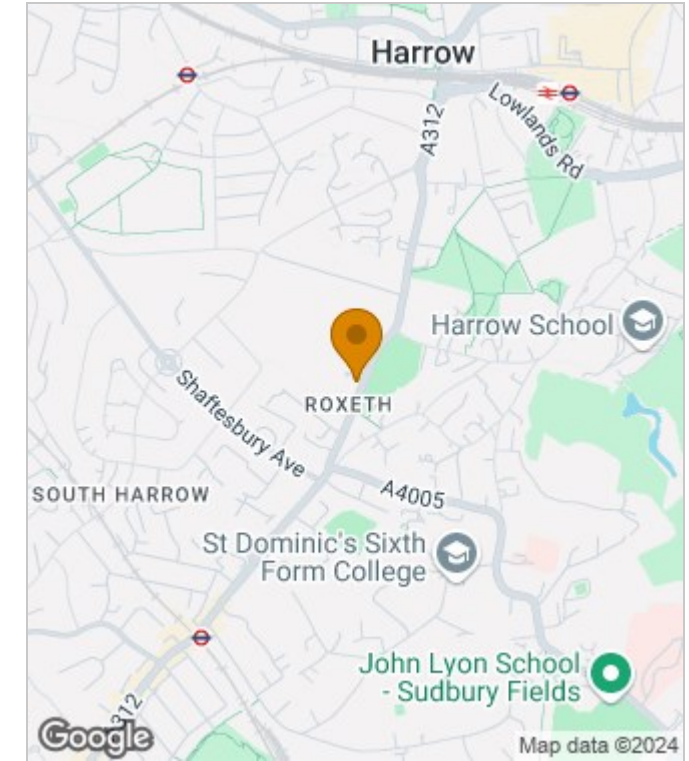 Harrow
A312
Lowlands Rd
Harrow School
ROXETH
Shaftesbury Ave
SOUTH HARROW
A4005
St Dominic's Sixth
Form College
John Lyon School
- Sudbury Fields
A312
Google
Map data ©2024